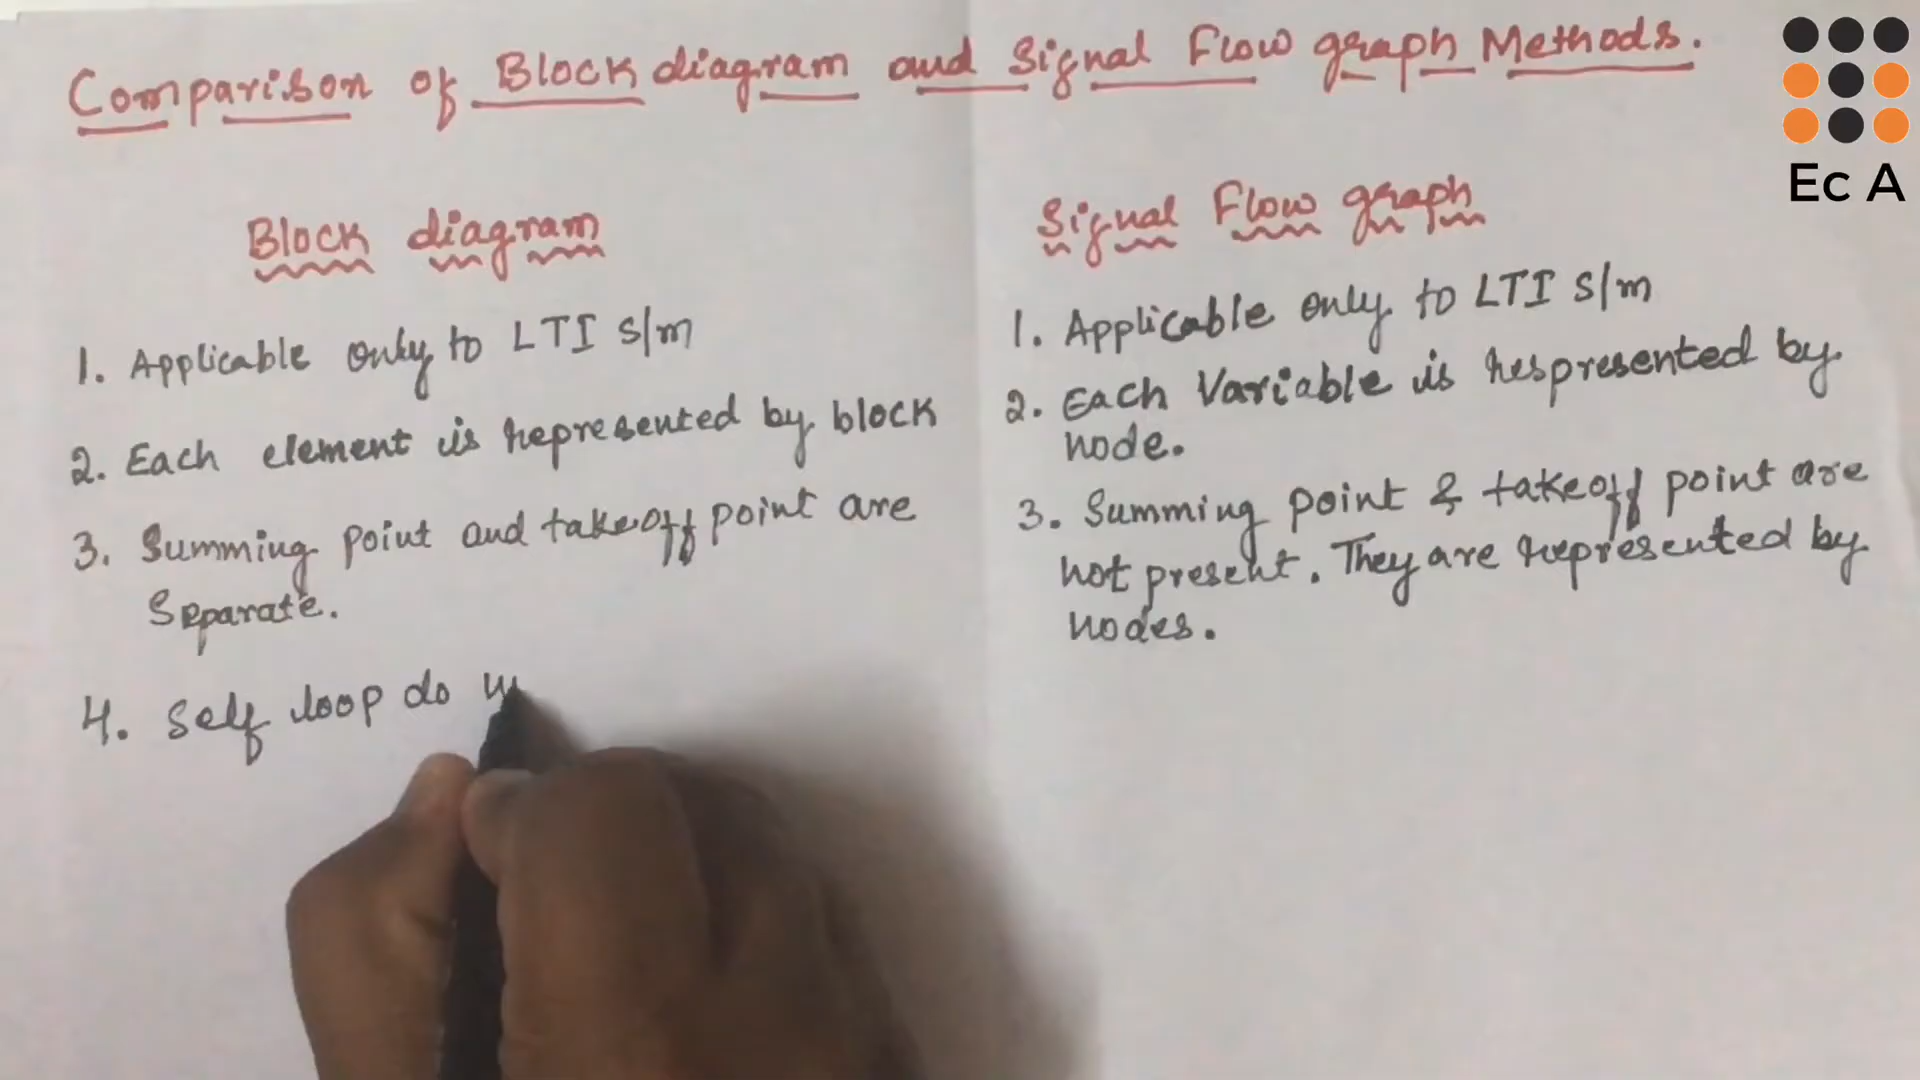 Comparison of Block diagram and Signal Flow graph Methods.
Ec A
Block diagram
1. Applicable only to LTI s/m
2. Each element is represented by block
3. Summing point and takeoff point are
Separate.
4. Self loop do
Signal Flow graph
1. Applicable only to LTI s/m
2. Each Variable is respresented by
node.
3. Summing point & takeoff point are
not present. They are represented by
nodes.